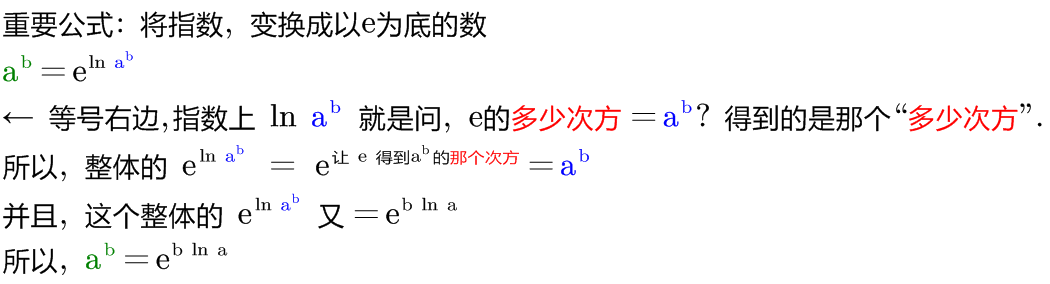 重要公式：将指数，变换成以e为底的数
a^b = e^{ln a^b}
← 等号右边,指数上 ln a^b 就是问，e的多少次方 = a^b? 得到的是那个“多少次方”.
所以，整体的 e^{ln a^b} = e^{让 e 得到a^b的那个次方} = a^b
并且，这个整体的 e^{ln a^b} 又 = e^{b ln a}
所以，a^b = e^{b ln a}